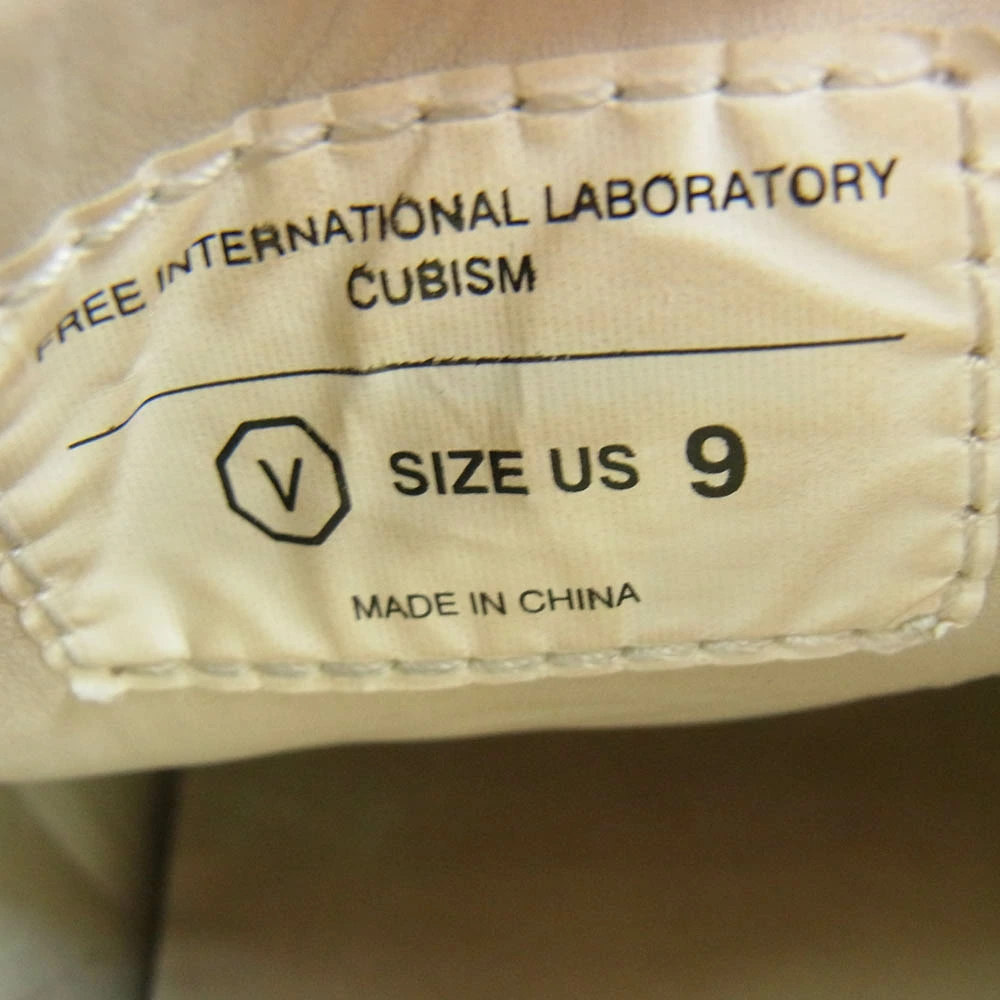 FREE INTERNATIONAL LABORATORY
CUBISM
V SIZE US 9
MADE IN CHINA